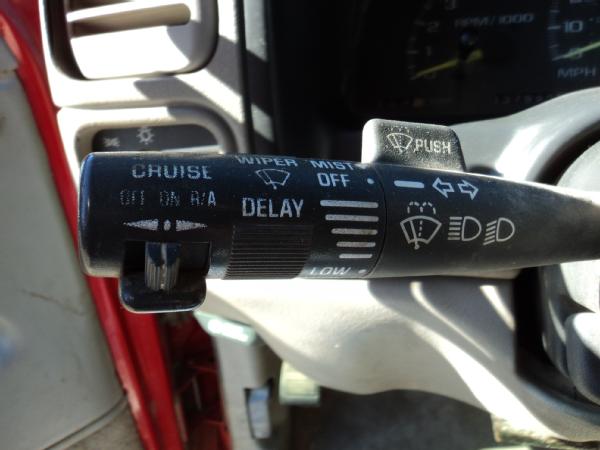 RPM/1000
MPH
PUSH
CRUISE
OFF ON R/A
WIPER
DELAY
MIST
OFF
LOW